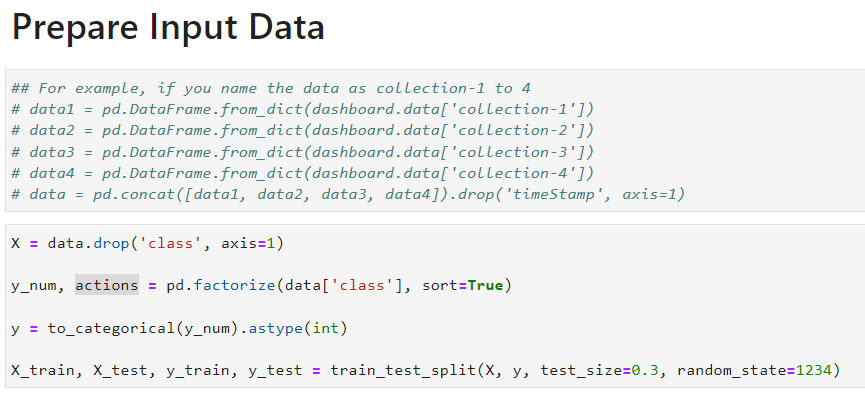 Prepare Input Data
## For example, if you name the data as collection-1 to 4
# data1 = pd.DataFrame.from_dict(dashboard.data['collection-1'])
# data2 = pd.DataFrame.from_dict(dashboard.data['collection-2'])
# data3 = pd.DataFrame.from_dict(dashboard.data['collection-3'])
# data4 = pd.DataFrame.from_dict(dashboard.data['collection-4'])
# data = pd.concat([data1, data2, data3, data4]).drop('timeStamp', axis=1)
X = data.drop('class', axis=1)
y_num, actions = pd.factorize(data['class'], sort=True)
y = to_categorical(y_num).astype(int)
X_train, X_test, y_train, y_test = train_test_split(X, y, test_size=0.3, random_state=1234)